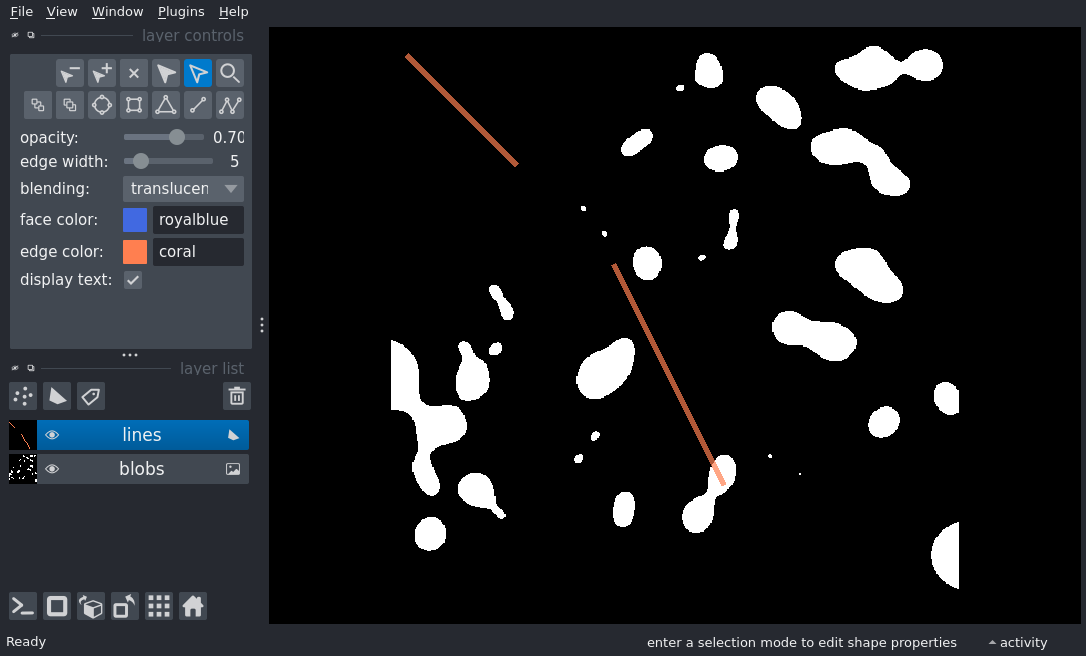 File View Window Plugins Help
layer controls
opacity: 0.70
edge width: 5
blending: translucen
face color: royalblue
edge color: coral
display text:
layer list
lines
blobs
Ready enter a selection mode to edit shape properties activity